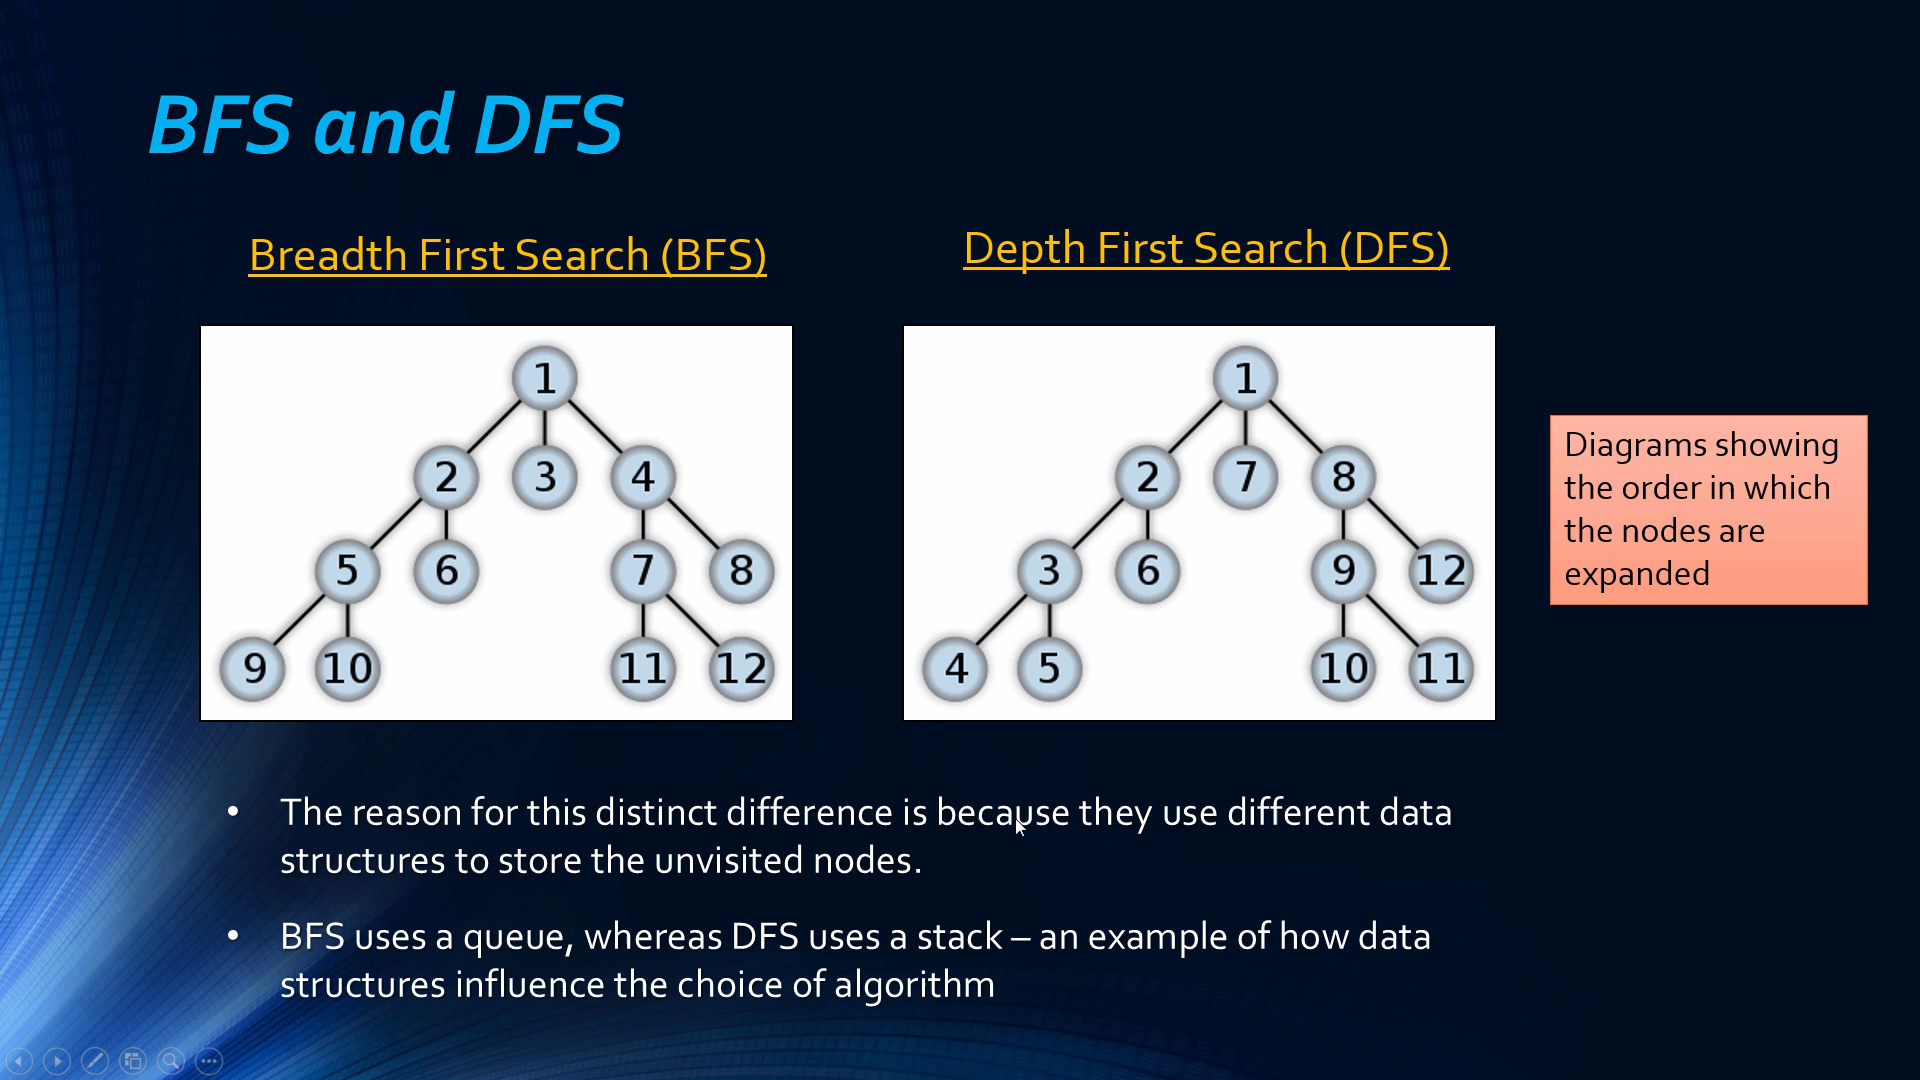 BFS and DFS
Breadth First Search (BFS)
Depth First Search (DFS)
1
2 3 4
5 6 7 8
9 10 11 12
1
2 7 8
3 6 9 12
4 5 10 11
Diagrams showing
the order in which
the nodes are
expanded
• The reason for this distinct difference is because they use different data
structures to store the unvisited nodes.
• BFS uses a queue, whereas DFS uses a stack – an example of how data
structures influence the choice of algorithm